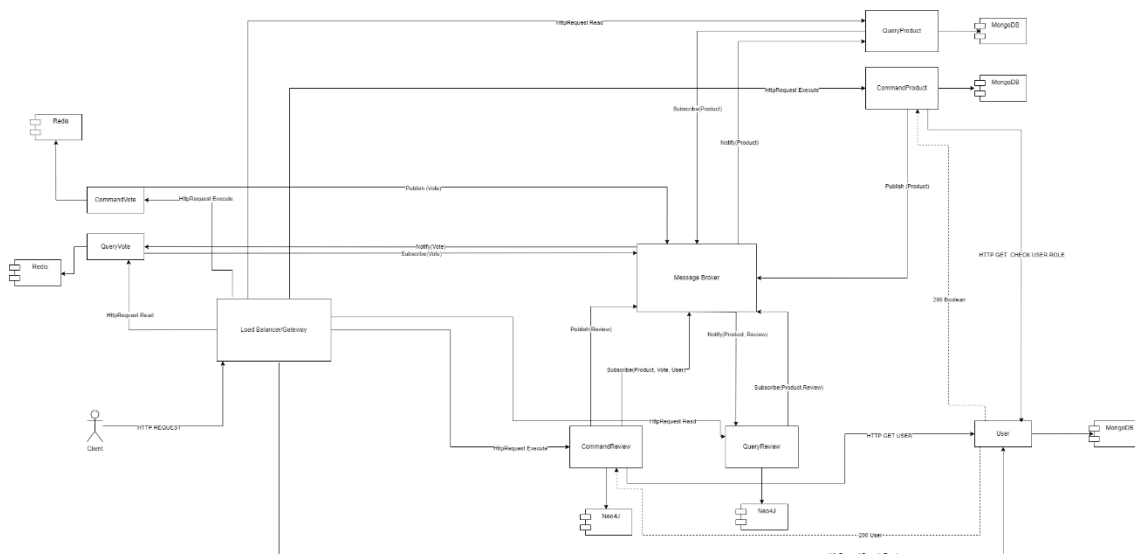 HttpRequest Read
QueryProduct
MongoDB
CommandProduct
MongoDB
HttpRequest Execute
Subscribe(Product)
Notify(Product)
Redis
Publish (Product)
Publish (Vote)
CommandVote
HttpRequest Execute
QueryVote
Notify(Vote)
Subscribe(Vote)
HTTP GET CHECK USER ROLE
Redis
Message Broker
200 Boolean
HttpRequest Read
Load Balancer/Gateway
Publish(Review)
Notify(Product, Review)
Subscribe(Product, Vote, User)
Subscribe(Product,Review)
HttpRequest Read
HTTP REQUEST
Client
HttpRequest Execute
CommandReview
QueryReview
HTTP GET USER
User
MongoDB
Neo4J
Neo4J
200 User